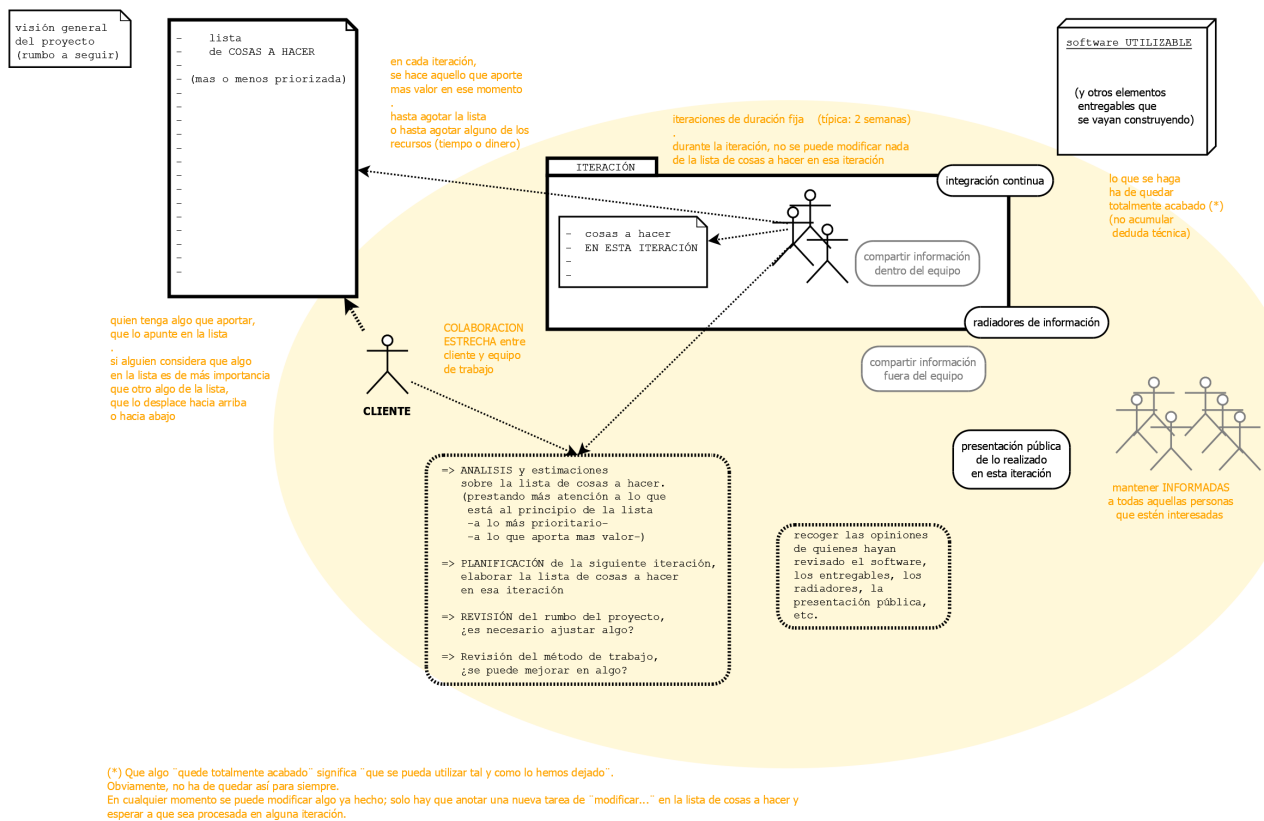 visión general
del proyecto
(rumbo a seguir)
- lista
- de COSAS A HACER
-
- (mas o menos priorizada)
-
-
-
-
-
-
-
-
-
-
-
-
-
-
en cada iteración,
se hace aquello que aporte
mas valor en ese momento
.
hasta agotar la lista
o hasta agotar alguno de los
recursos (tiempo o dinero)
iteraciones de duración fija (típica: 2 semanas)
.
durante la iteración, no se puede modificar nada
de la lista de cosas a hacer en esa iteración
software UTILIZABLE
(y otros elementos
entregables que
se vayan construyendo)
ITERACIÓN
integración continua
- cosas a hacer
- EN ESTA ITERACIÓN
-
-
compartir información
dentro del equipo
lo que se haga
ha de quedar
totalmente acabado (*)
(no acumular
deduda técnica)
radiadores de información
compartir información
fuera del equipo
quien tenga algo que aportar,
que lo apunte en la lista
.
si alguien considera que algo
en la lista es de más importancia
que otro algo de la lista,
que lo desplace hacia arriba
o hacia abajo
CLIENTE
COLABORACION
ESTRECHA entre
cliente y equipo
de trabajo
presentación pública
de lo realizado
en esta iteración
mantener INFORMADAS
a todas aquellas personas
que estén interesadas
=> ANALISIS y estimaciones
sobre la lista de cosas a hacer.
(prestando más atención a lo que
está al principio de la lista
-a lo más prioritario-
-a lo que aporta mas valor-)
=> PLANIFICACIÓN de la siguiente iteración,
elaborar la lista de cosas a hacer
en esa iteración
=> REVISIÓN del rumbo del proyecto,
¿es necesario ajustar algo?
=> Revisión del método de trabajo,
¿se puede mejorar en algo?
recoger las opiniones
de quienes hayan
revisado el software,
los entregables, los
radiadores, la
presentación pública,
etc.
(*) Que algo ¨quede totalmente acabado¨ significa ¨que se pueda utilizar tal y como lo hemos dejado¨.
Obviamente, no ha de quedar así para siempre.
En cualquier momento se puede modificar algo ya hecho; solo hay que anotar una nueva tarea de ¨modificar...¨ en la lista de cosas a hacer y
esperar a que sea procesada en alguna iteración.